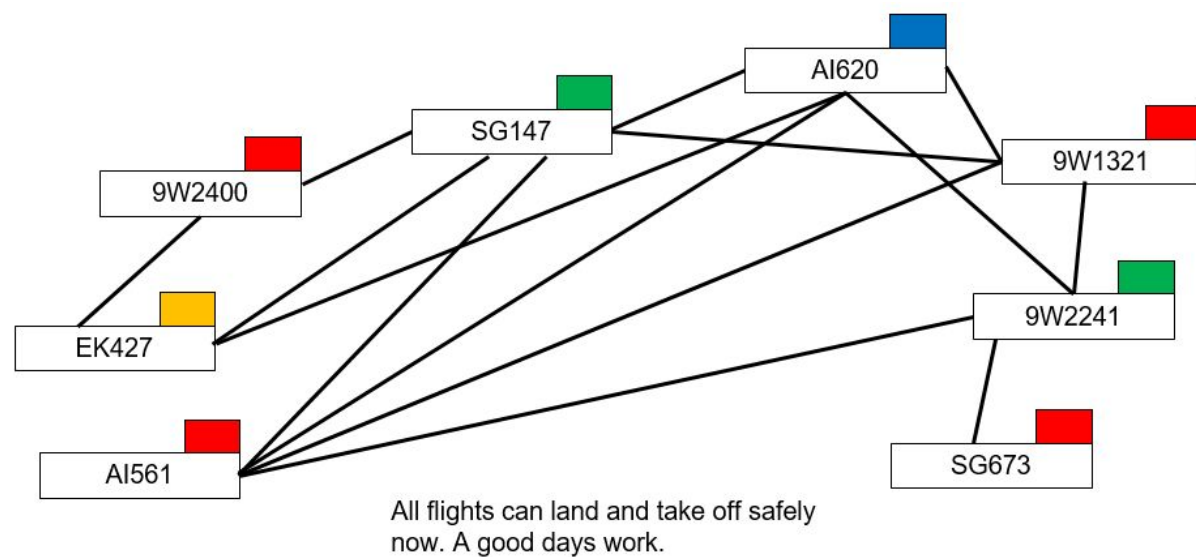 AI620
SG147
9W1321
9W2400
9W2241
EK427
SG673
AI561
All flights can land and take off safely
now. A good days work.